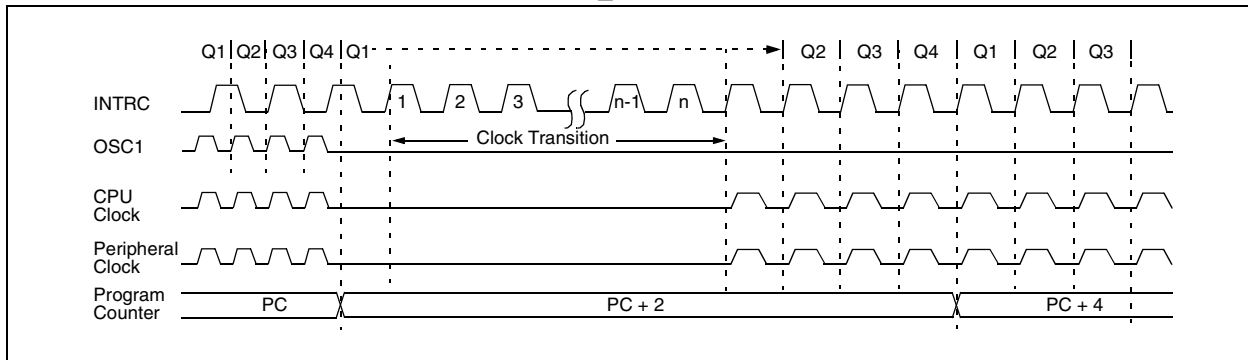 Q1 Q2 Q3 Q4 Q1 Q2 Q3 Q4 Q1 Q2 Q3
INTRC 1 2 3 n-1 n
Clock Transition
OSC1
CPU
Clock
Peripheral
Clock
Program
Counter
PC PC + 2 PC + 4